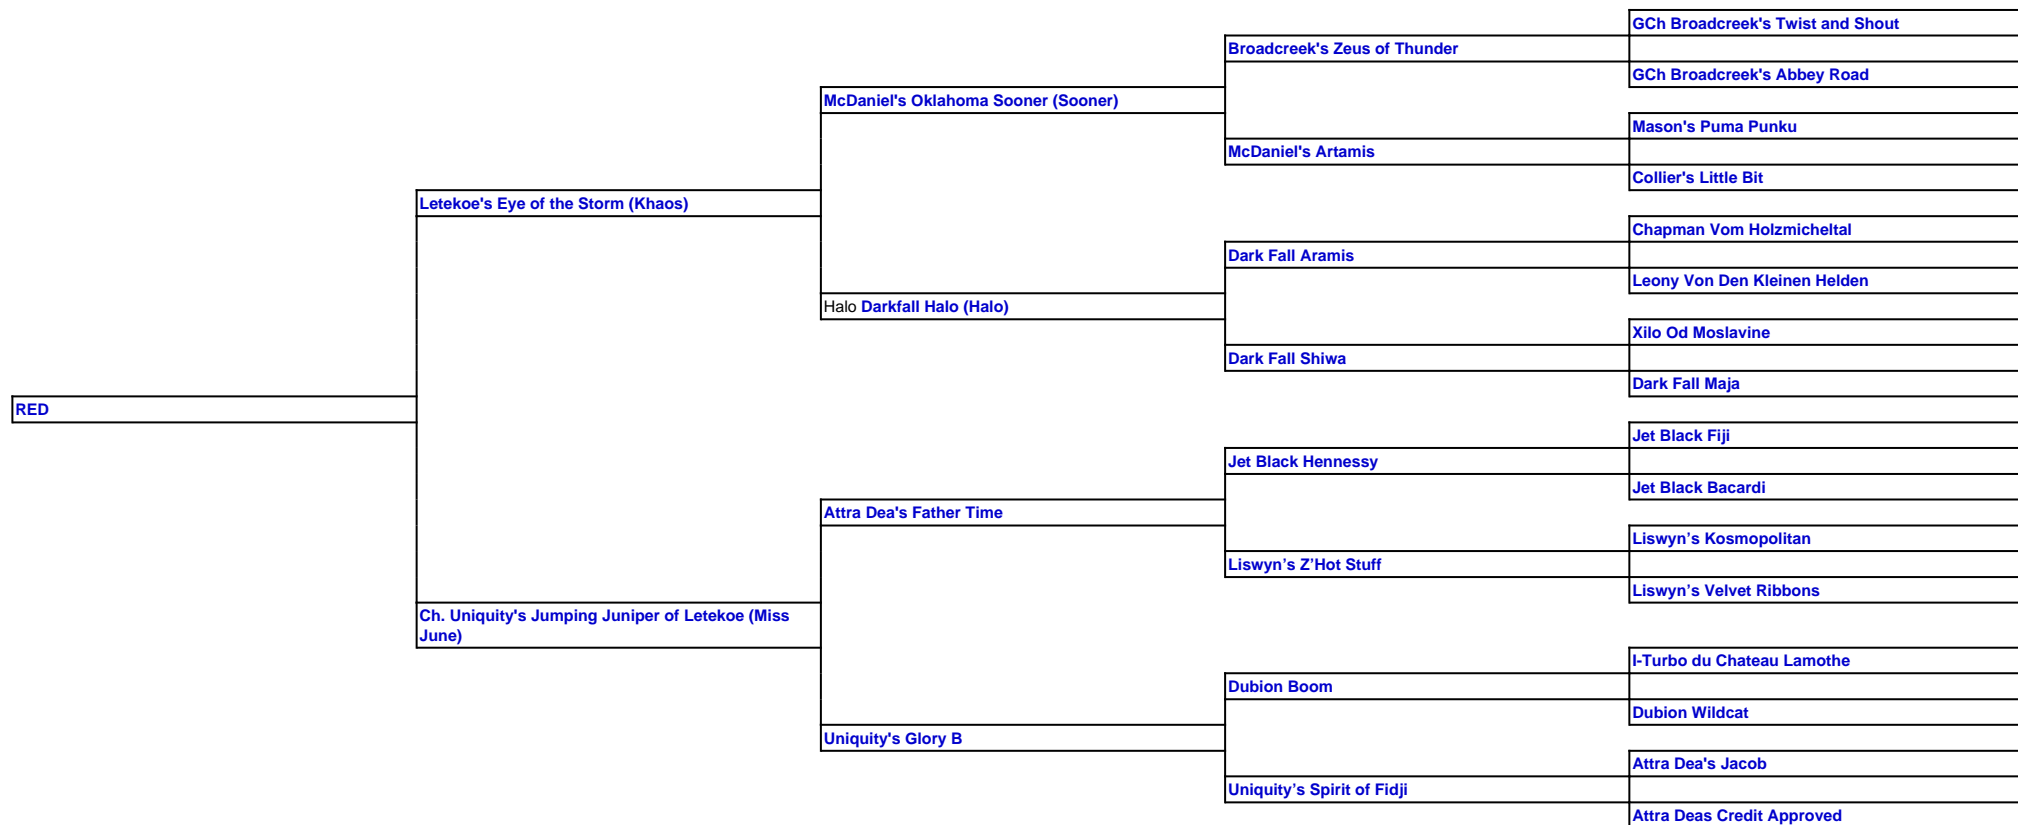 GCh Broadcreek's Twist and Shout
Broadcreek's Zeus of Thunder
GCh Broadcreek's Abbey Road
McDaniel's Oklahoma Sooner (Sooner)
Mason's Puma Punku
McDaniel's Artamis
Collier's Little Bit
Letekoe's Eye of the Storm (Khaos)
Chapman Vom Holzmicheltal
Dark Fall Aramis
Leony Von Den Kleinen Helden
Halo Darkfall Halo (Halo)
Xilo Od Moslavine
Dark Fall Shiwa
Dark Fall Maja
RED
Jet Black Fiji
Jet Black Hennessy
Jet Black Bacardi
Attra Dea's Father Time
Liswyn’s Kosmopolitan
Liswyn’s Z’Hot Stuff
Liswyn’s Velvet Ribbons
Ch. Uniquity's Jumping Juniper of Letekoe (Miss
June)
I-Turbo du Chateau Lamothe
Dubion Boom
Dubion Wildcat
Uniquity's Glory B
Attra Dea's Jacob
Uniquity’s Spirit of Fidji
Attra Deas Credit Approved